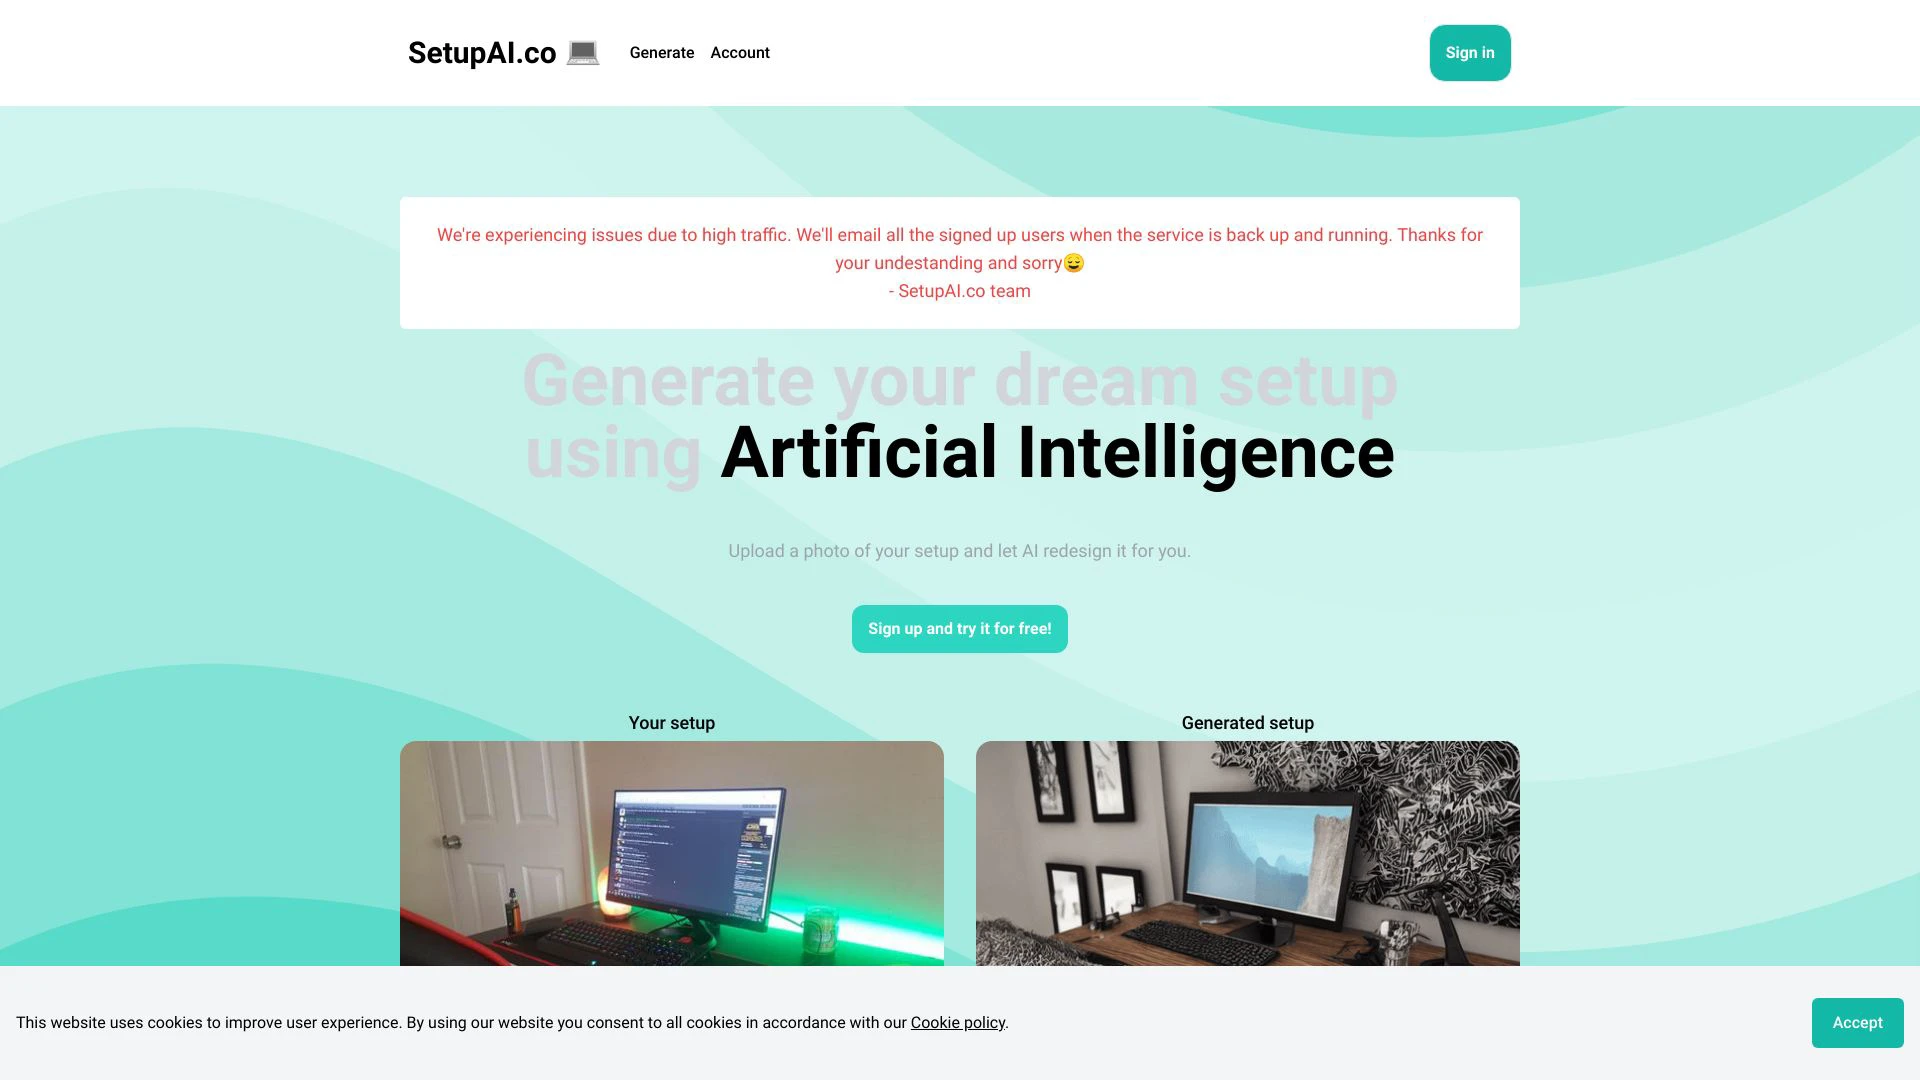 SetupAI.co 💻 Generate Account Sign in
We're experiencing issues due to high traffic. We'll email all the signed up users when the service is back up and running. Thanks for
your undestanding and sorry😅
- SetupAI.co team
Generate your dream setup
using Artificial Intelligence
Upload a photo of your setup and let AI redesign it for you.
Sign up and try it for free!
Your setup
Generated setup
This website uses cookies to improve user experience. By using our website you consent to all cookies in accordance with our Cookie policy.
Accept